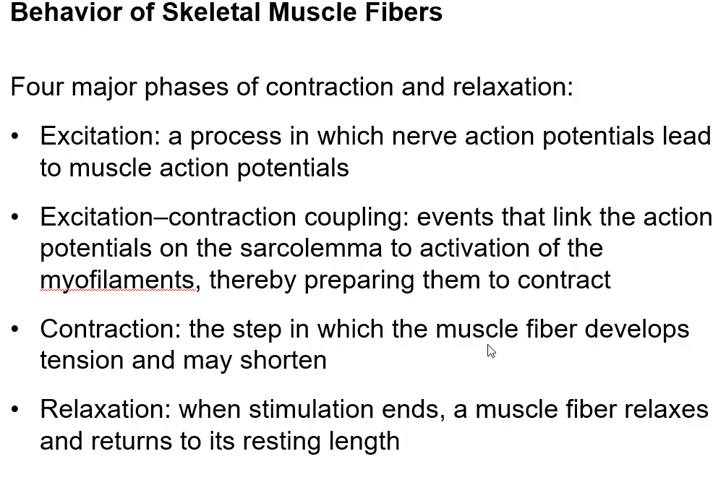 Behavior of Skeletal Muscle Fibers
Four major phases of contraction and relaxation:
• Excitation: a process in which nerve action potentials lead
to muscle action potentials
• Excitation–contraction coupling: events that link the action
potentials on the sarcolemma to activation of the
myofilaments, thereby preparing them to contract
• Contraction: the step in which the muscle fiber develops
tension and may shorten
• Relaxation: when stimulation ends, a muscle fiber relaxes
and returns to its resting length